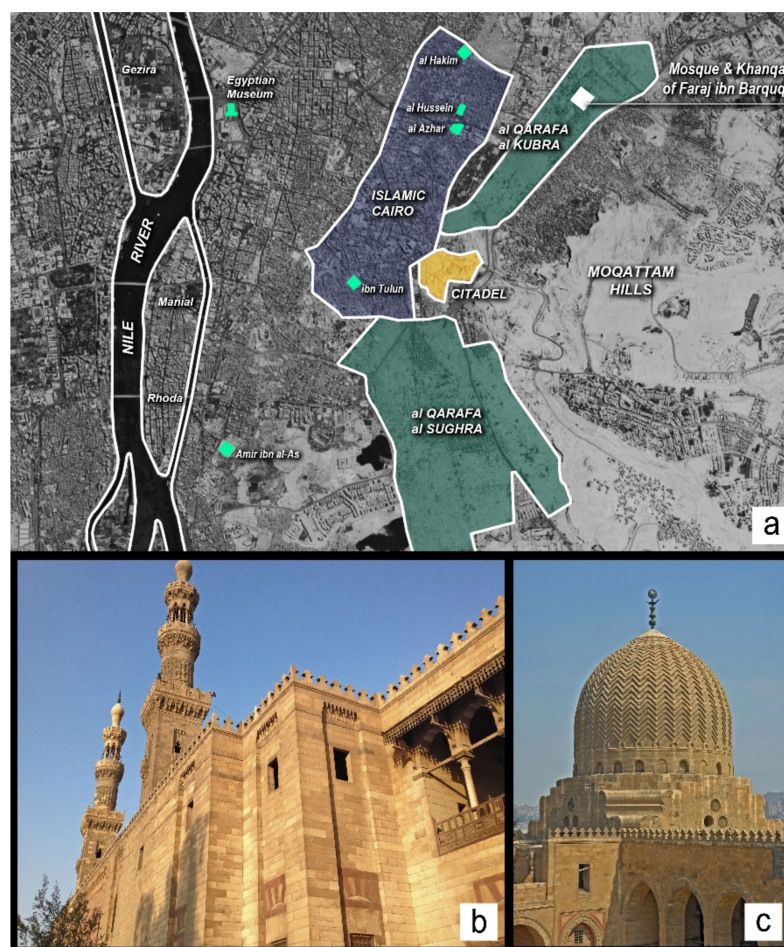 Gezira
Egyptian
Museum
al Hakim
al Hussein
al Azhar
Mosque & Khanqa
of Faraj ibn Barquq
al QARAFA
al KUBRA
ISLAMIC
CAIRO
RIVER
NILE
Manial
ibn Tulun
CITADEL
MOQATTAM
HILLS
Rhoda
al QARAFA
al SUGHRA
Amir ibn al-As
a
b
c